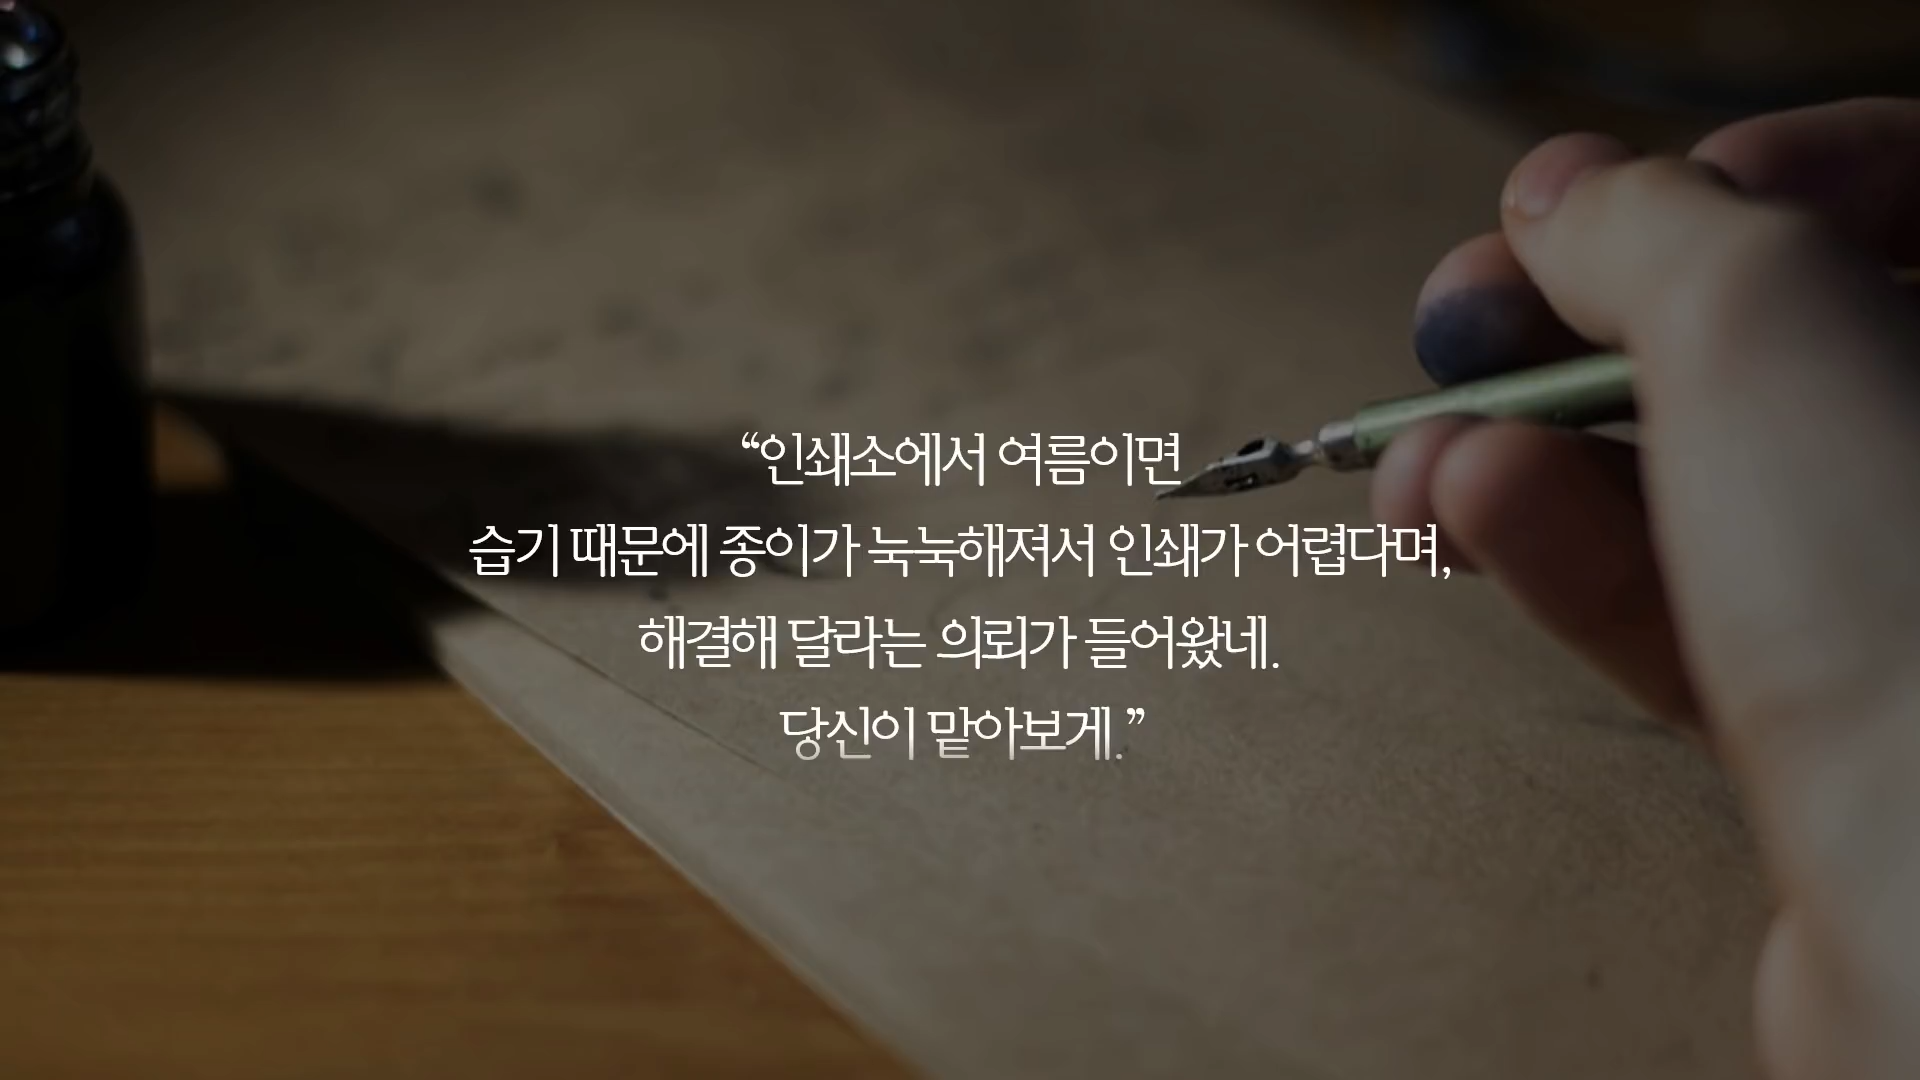 “인쇄소에서 여름이면
습기 때문에 종이가 눅눅해져서 인쇄가 어렵다며,
해결해 달라는 의뢰가 들어왔네.
당신이 맡아보게.”